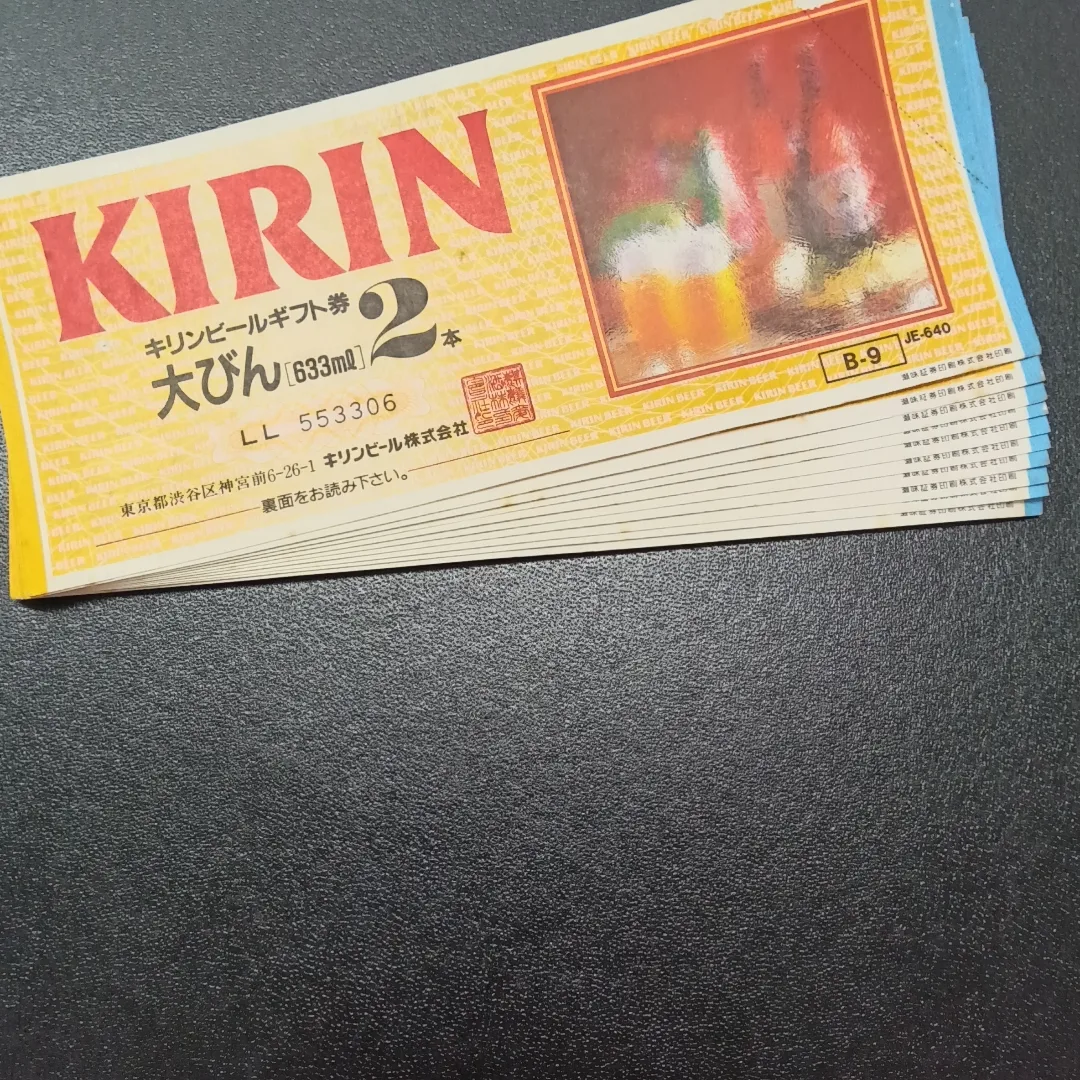 KIRIN
キリンビールギフト券
大びん[633ml]2本
LL 553306
東京都渋谷区神宮前6-26-1 キリンビール株式会社
裏面をお読み下さい。
B-9
JE-640
KIRIN BEER